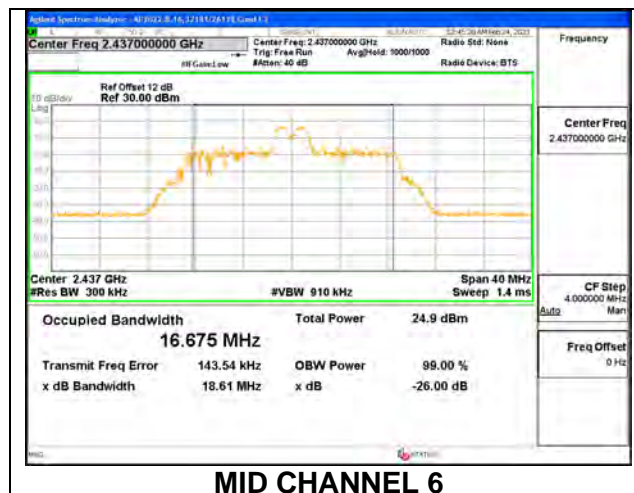 Center Freq 2.437000000 GHz
Center Freq: 2.437000000 GHz
Trig: Free Run Avg|Hold: 1000/1000
#IFGain:Low #Atten: 40 dB
Radio Std: None
Radio Device: BTS
Frequency
Ref Offset 12 dB
10 dB/div Ref 30.00 dBm
Log
Center Freq
2.437000000 GHz
Center 2.437 GHz Span 40 MHz
#Res BW 300 kHz #VBW 910 kHz Sweep 1.4 ms
CF Step
4.000000 MHz
Auto Man
Occupied Bandwidth Total Power 24.9 dBm
16.675 MHz
Freq Offset
0 Hz
Transmit Freq Error 143.54 kHz OBW Power 99.00 %
x dB Bandwidth 18.61 MHz x dB -26.00 dB
MSG STATUS
MID CHANNEL 6